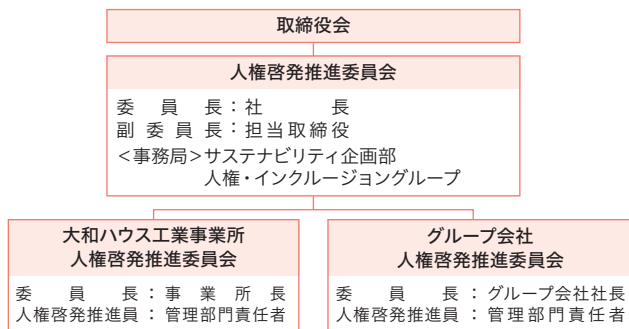 取締役会
人権啓発推進委員会
委員長：社長
副委員長：担当取締役
＜事務局＞サステナビリティ企画部
人権・インクルージョングループ
大和ハウス工業事業所
人権啓発推進委員会
委員長：事業所長
人権啓発推進員：管理部門責任者
グループ会社
人権啓発推進委員会
委員長：グループ会社社長
人権啓発推進員：管理部門責任者